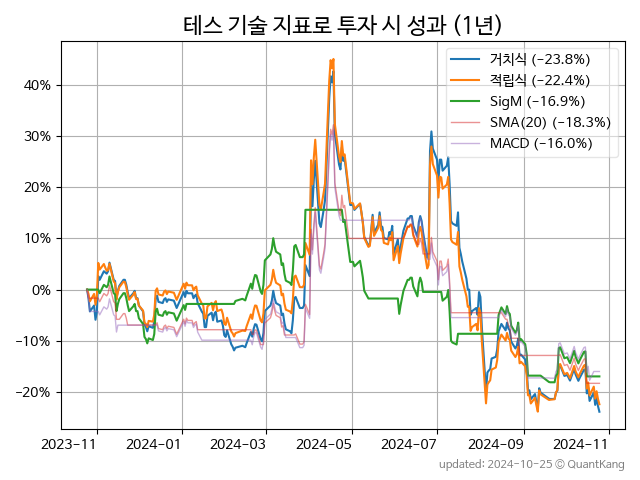 테스 기술 지표로 투자 시 성과 (1년)
거치식 (−23.8%)
적립식 (−22.4%)
SigM (−16.9%)
SMA(20) (−18.3%)
MACD (−16.0%)
40%
30%
20%
10%
0%
−10%
−20%
2023−11 2024−01 2024−03 2024−05 2024−07 2024−09 2024−11
updated: 2024-10-25 © QuantKang